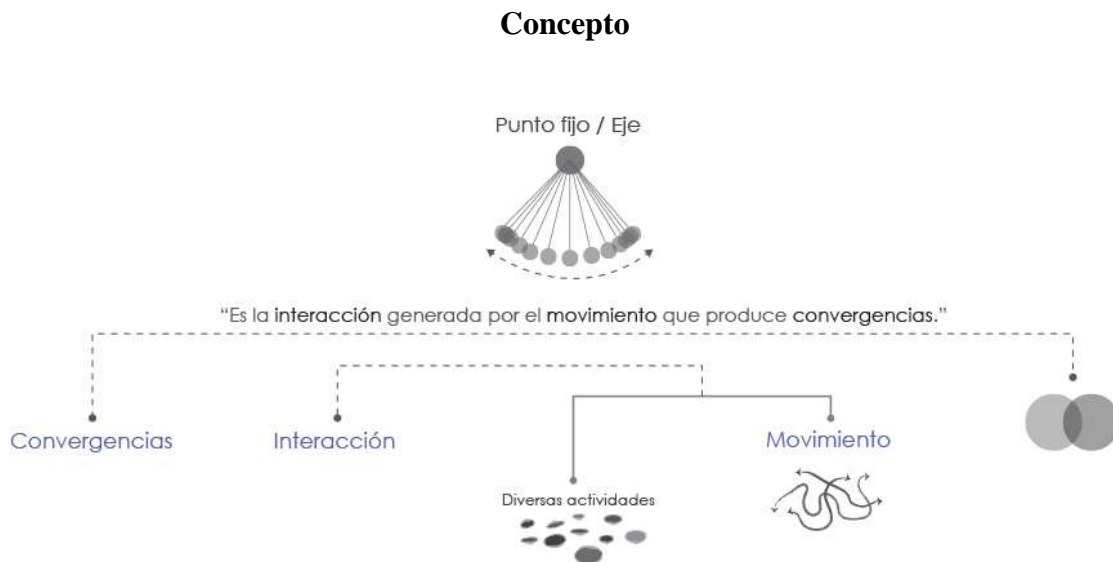 Concepto
Punto fijo / Eje
“Es la interacción generada por el movimiento que produce convergencias.”
Convergencias
Interacción
Movimiento
Diversas actividades